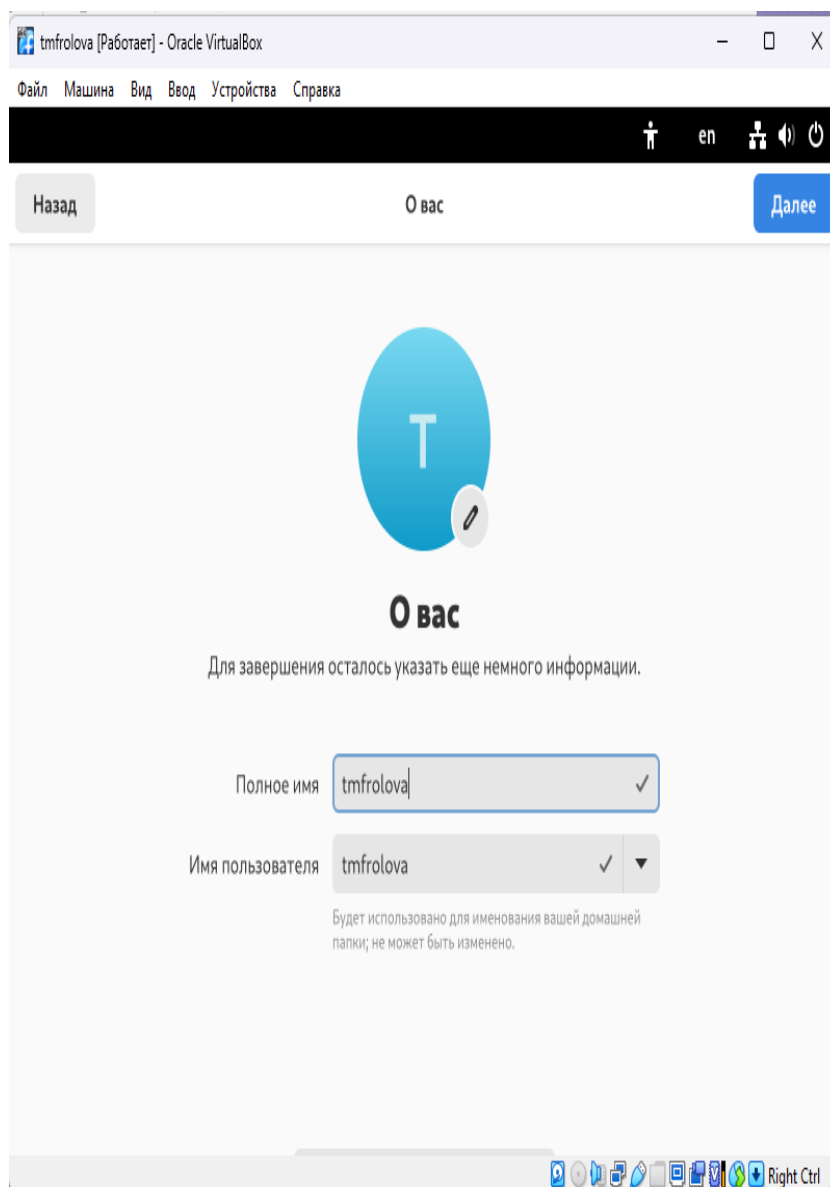 tmfrolova [Работает] - Oracle VirtualBox
Файл Машина Вид Ввод Устройства Справка
en
Назад О вас Далее
T
О вас
Для завершения осталось указать еще немного информации.
Полное имя tmfrolova
Имя пользователя tmfrolova
Будет использовано для именования вашей домашней
папки; не может быть изменено.
Right Ctrl